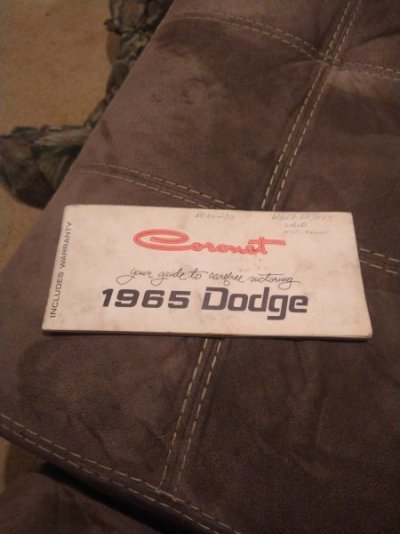 Coronet
your guide to carefree motoring
1965 Dodge
INCLUDES WARRANTY